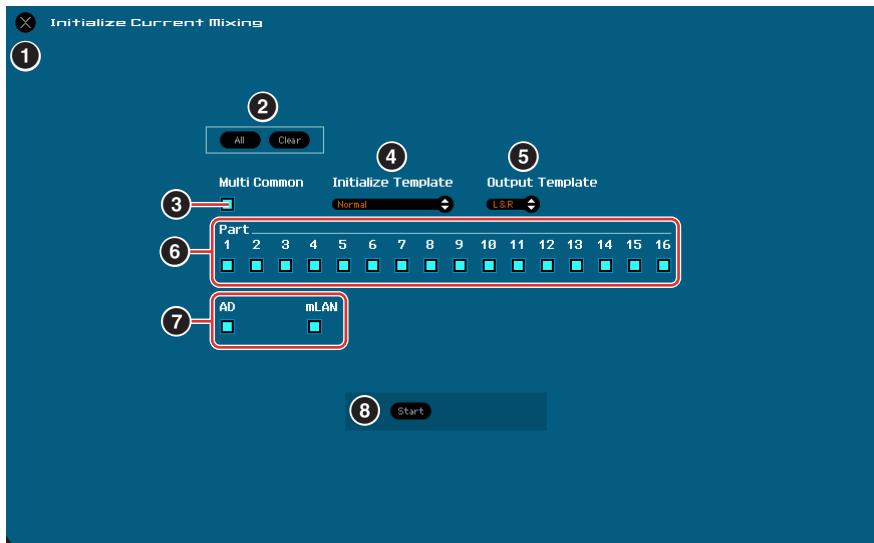 Initialize Current Mixing
1
2
All Clear
4 5
Multi Common Initialize Template Output Template
3 Normal L&R
6 Part
1 2 3 4 5 6 7 8 9 10 11 12 13 14 15 16
7 AD mLAN
8 Start